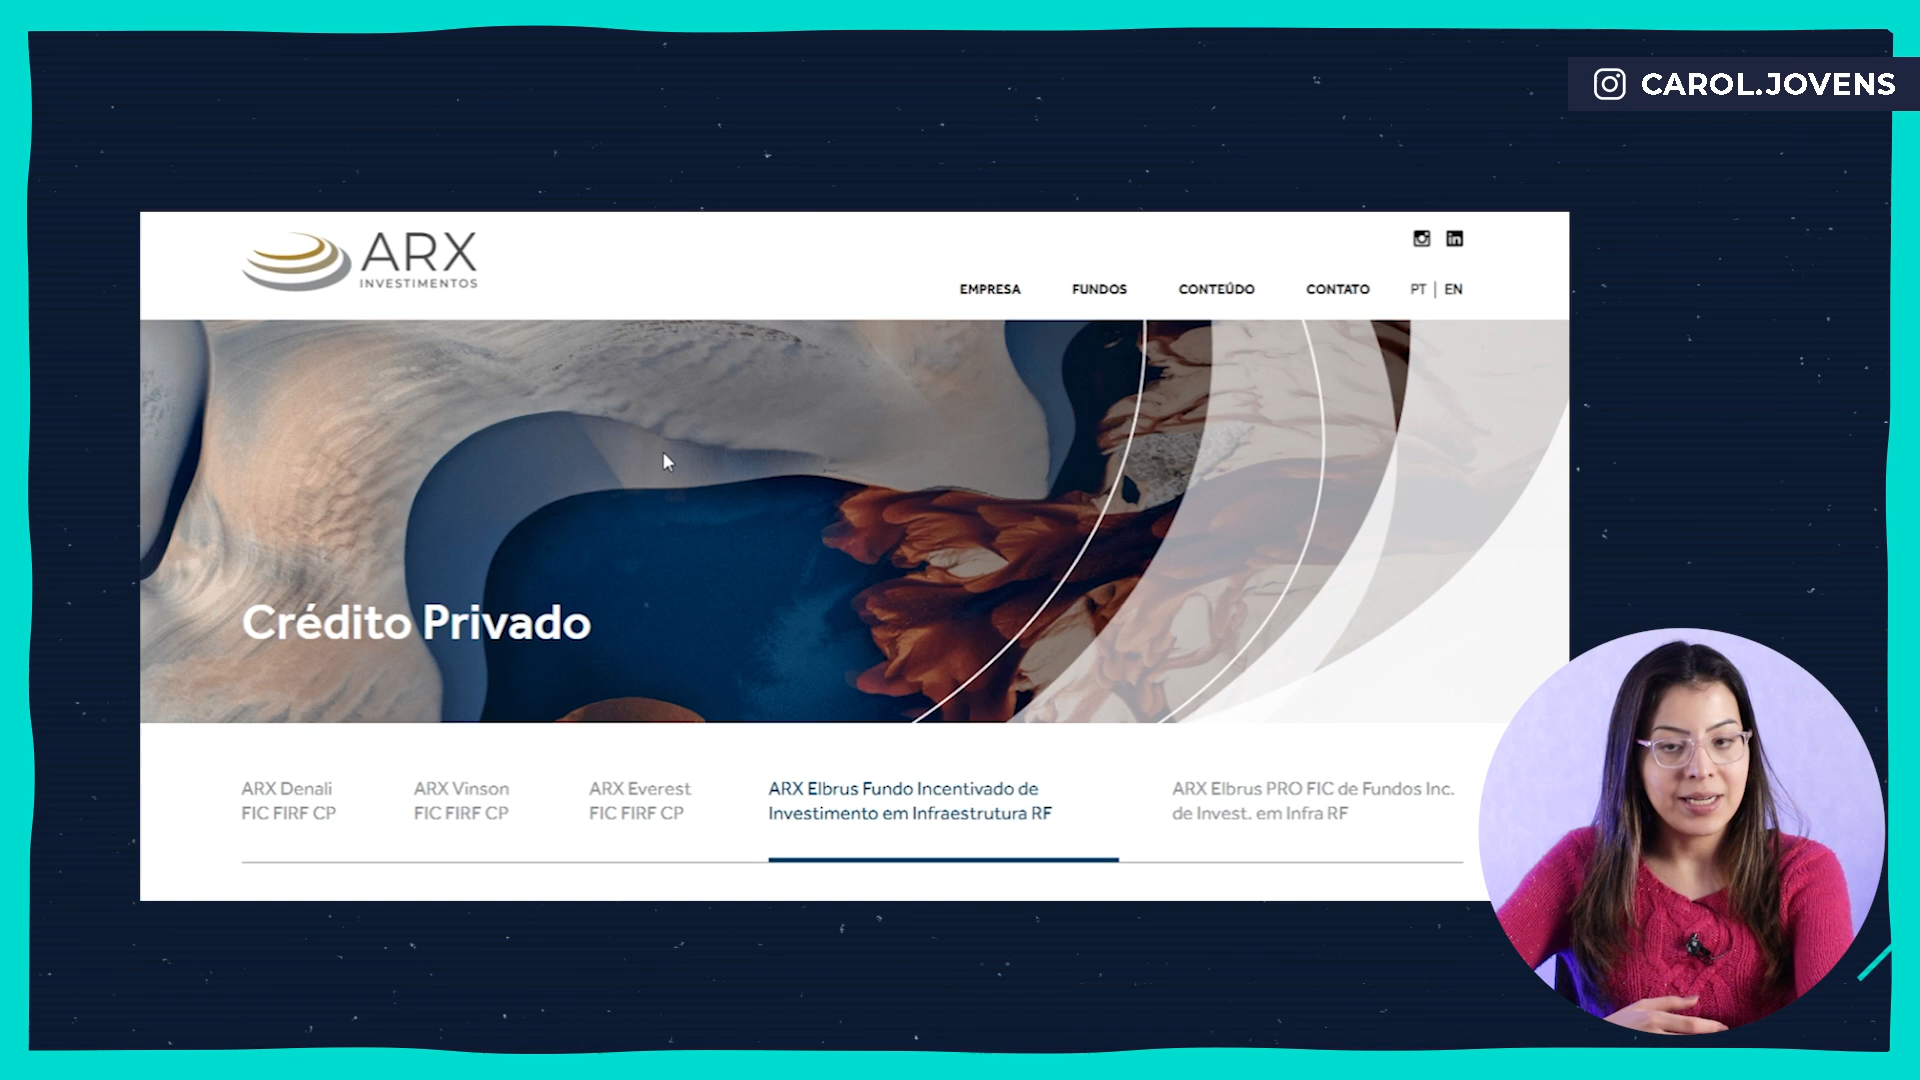 CAROL.JOVENS
ARX
INVESTIMENTOS
EMPRESA FUNDOS CONTEÚDO CONTATO PT | EN
Crédito Privado
ARX Denali
FIC FIRF CP
ARX Vinson
FIC FIRF CP
ARX Everest
FIC FIRF CP
ARX Elbrus Fundo Incentivado de
Investimento em Infraestrutura RF
ARX Elbrus PRO FIC de Fundos Inc.
de Invest. em Infra RF